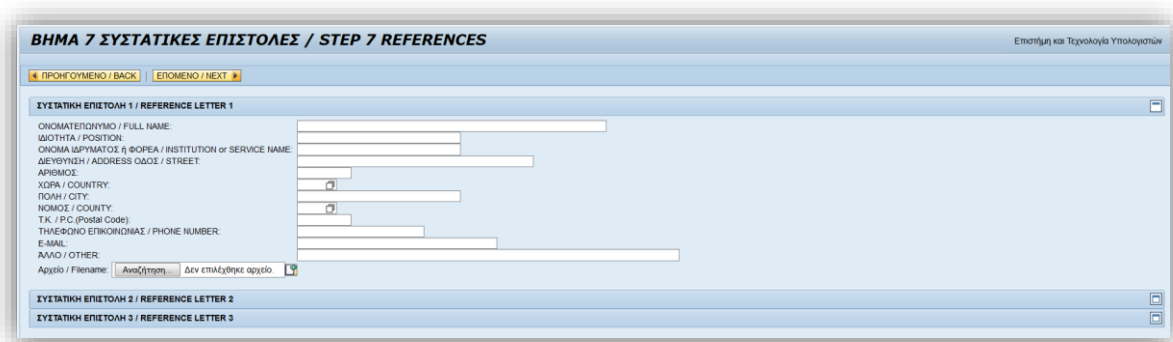 ΒΗΜΑ 7 ΣΥΣΤΑΤΙΚΕΣ ΕΠΙΣΤΟΛΕΣ / STEP 7 REFERENCES
Επιστήμη και Τεχνολογία Υπολογιστών
ΠΡΟΗΓΟΥΜΕΝΟ / BACK ΕΠΟΜΕΝΟ / NEXT
ΣΥΣΤΑΤΙΚΗ ΕΠΙΣΤΟΛΗ 1 / REFERENCE LETTER 1
ΟΝΟΜΑΤΕΠΩΝΥΜΟ / FULL NAME:
ΙΔΙΟΤΗΤΑ / POSITION:
ΟΝΟΜΑ ΙΔΡΥΜΑΤΟΣ ή ΦΟΡΕΑ / INSTITUTION or SERVICE NAME:
ΔΙΕΥΘΥΝΣΗ / ADDRESS ΟΔΟΣ / STREET:
ΑΡΙΘΜΟΣ:
ΧΩΡΑ / COUNTRY:
ΠΟΛΗ / CITY:
ΝΟΜΟΣ / COUNTY:
Τ.Κ. / P.C.(Postal Code):
ΤΗΛΕΦΩΝΟ ΕΠΙΚΟΙΝΩΝΙΑΣ / PHONE NUMBER:
E-MAIL:
ΆΛΛΟ / OTHER:
Αρχείο / Filename: Αναζήτηση... Δεν επιλέχθηκε αρχείο.
ΣΥΣΤΑΤΙΚΗ ΕΠΙΣΤΟΛΗ 2 / REFERENCE LETTER 2
ΣΥΣΤΑΤΙΚΗ ΕΠΙΣΤΟΛΗ 3 / REFERENCE LETTER 3